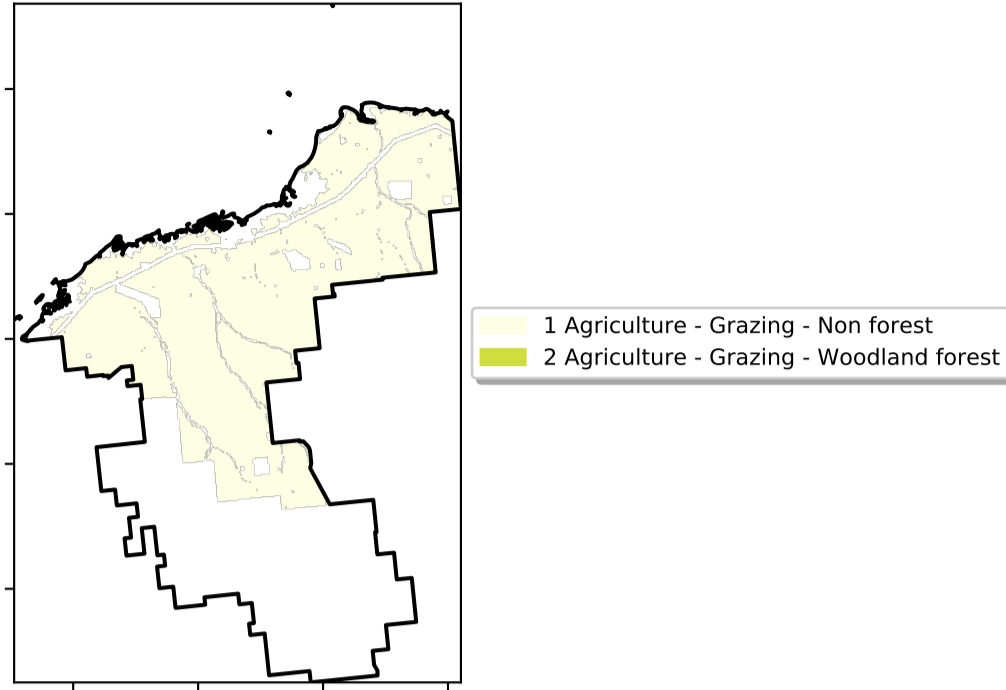 1 Agriculture - Grazing - Non forest
2 Agriculture - Grazing - Woodland forest